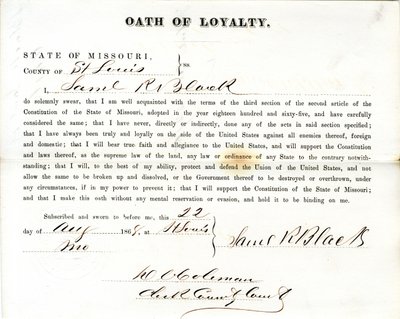 OATH OF LOYALTY.
STATE OF MISSOURI,
COUNTY OF St Louis } ss
I, Saml R Black
do solemnly swear, that I am well acquainted with the terms of the third section of the second article of the
Constitution of the State of Missouri, adopted in the year eighteen hundred and sixty-five, and have carefully
considered the same; that I have never, directly or indirectly, done any of the acts in said section specified;
that I have always been truly and loyally on the side of the United States against all enemies thereof, foreign
and domestic; that I will bear true faith and allegiance to the United States, and will support the Constitution
and laws thereof, as the supreme law of the land, any law or ordinance of any State to the contrary notwith-
standing; that I will, to the best of my ability, protect and defend the Union of the United States, and not
allow the same to be broken up and dissolved, or the Government thereof to be destroyed or overthrown, under
any circumstances, if in my power to prevent it; that I will support the Constitution of the State of Missouri;
and that I make this oath without any mental reservation or evasion, and hold it to be binding on me.
Subscribed and sworn to before me, this 22
day of Aug 1868, at St Louis
Mo
Saml R Black
Coleman
Clerk County Court